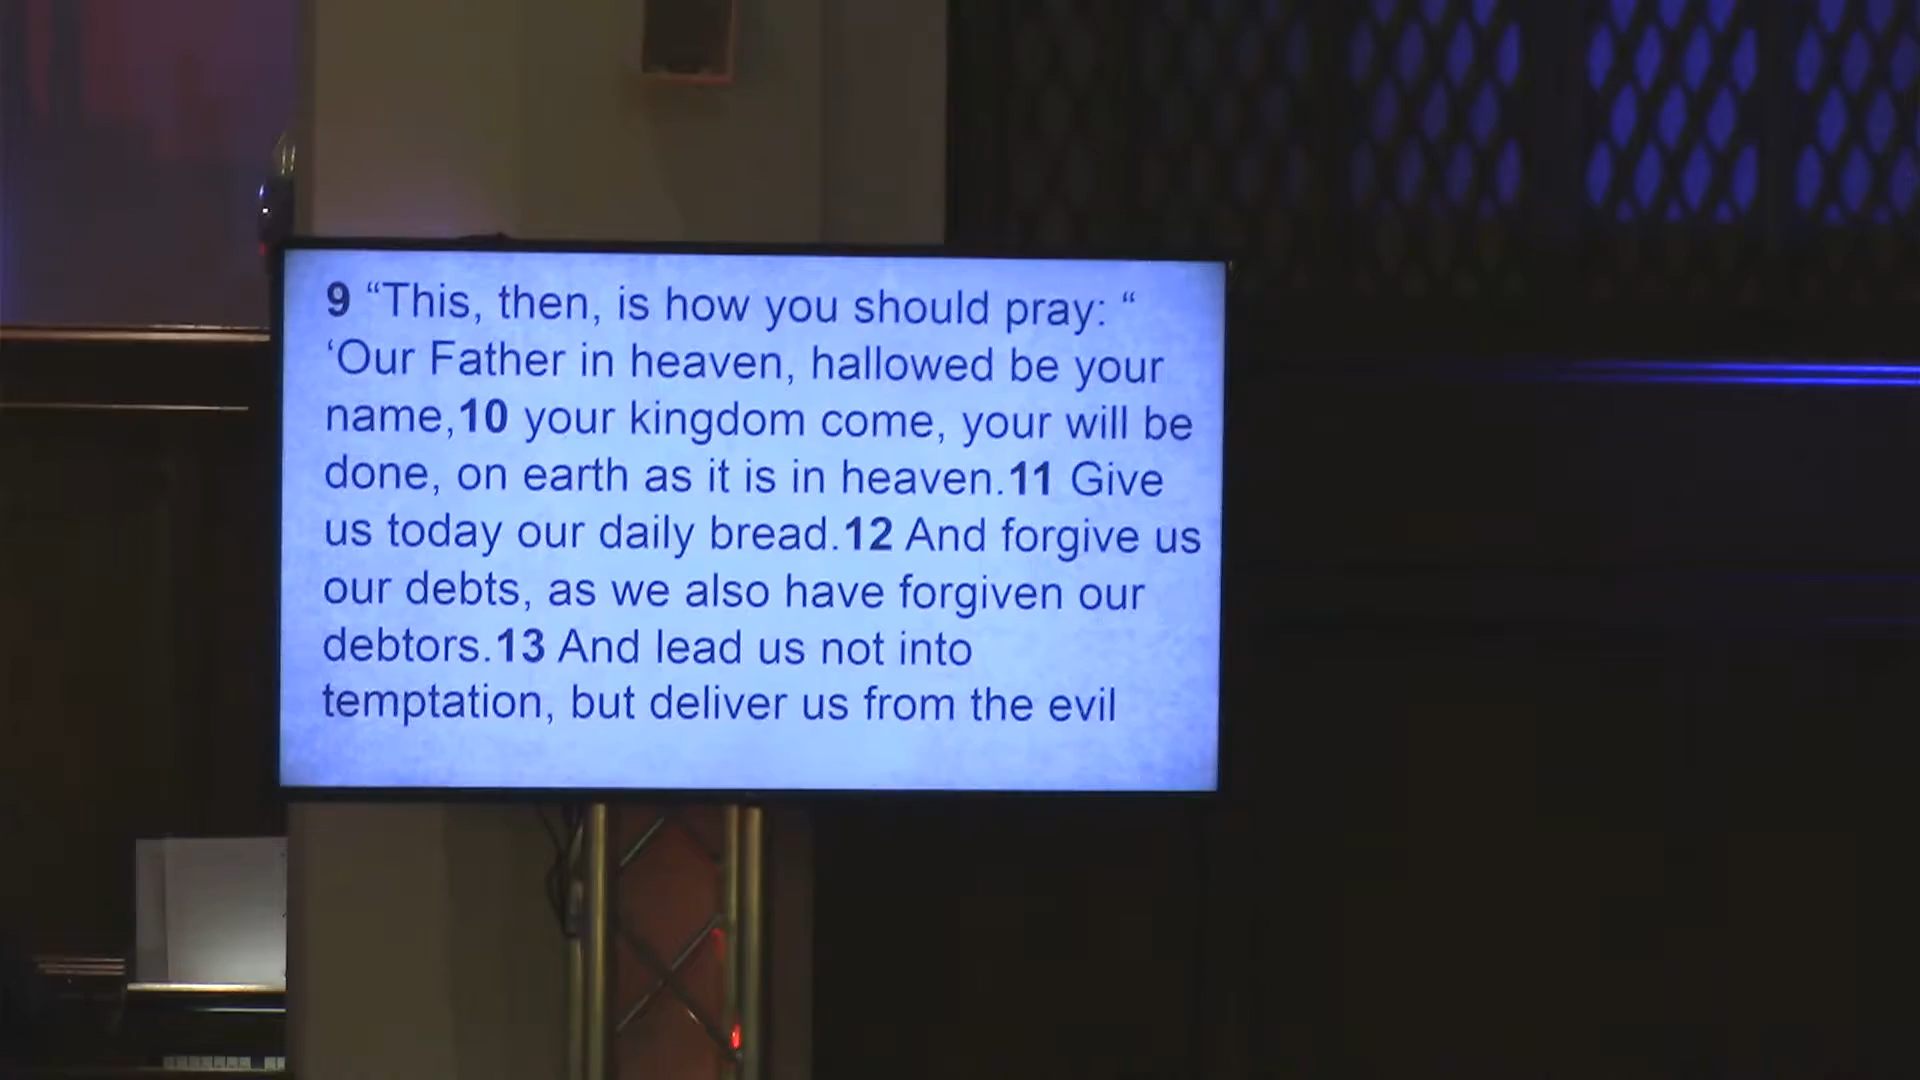 9 “This, then, is how you should pray: “
‘Our Father in heaven, hallowed be your
name,10 your kingdom come, your will be
done, on earth as it is in heaven.11 Give
us today our daily bread.12 And forgive us
our debts, as we also have forgiven our
debtors.13 And lead us not into
temptation, but deliver us from the evil